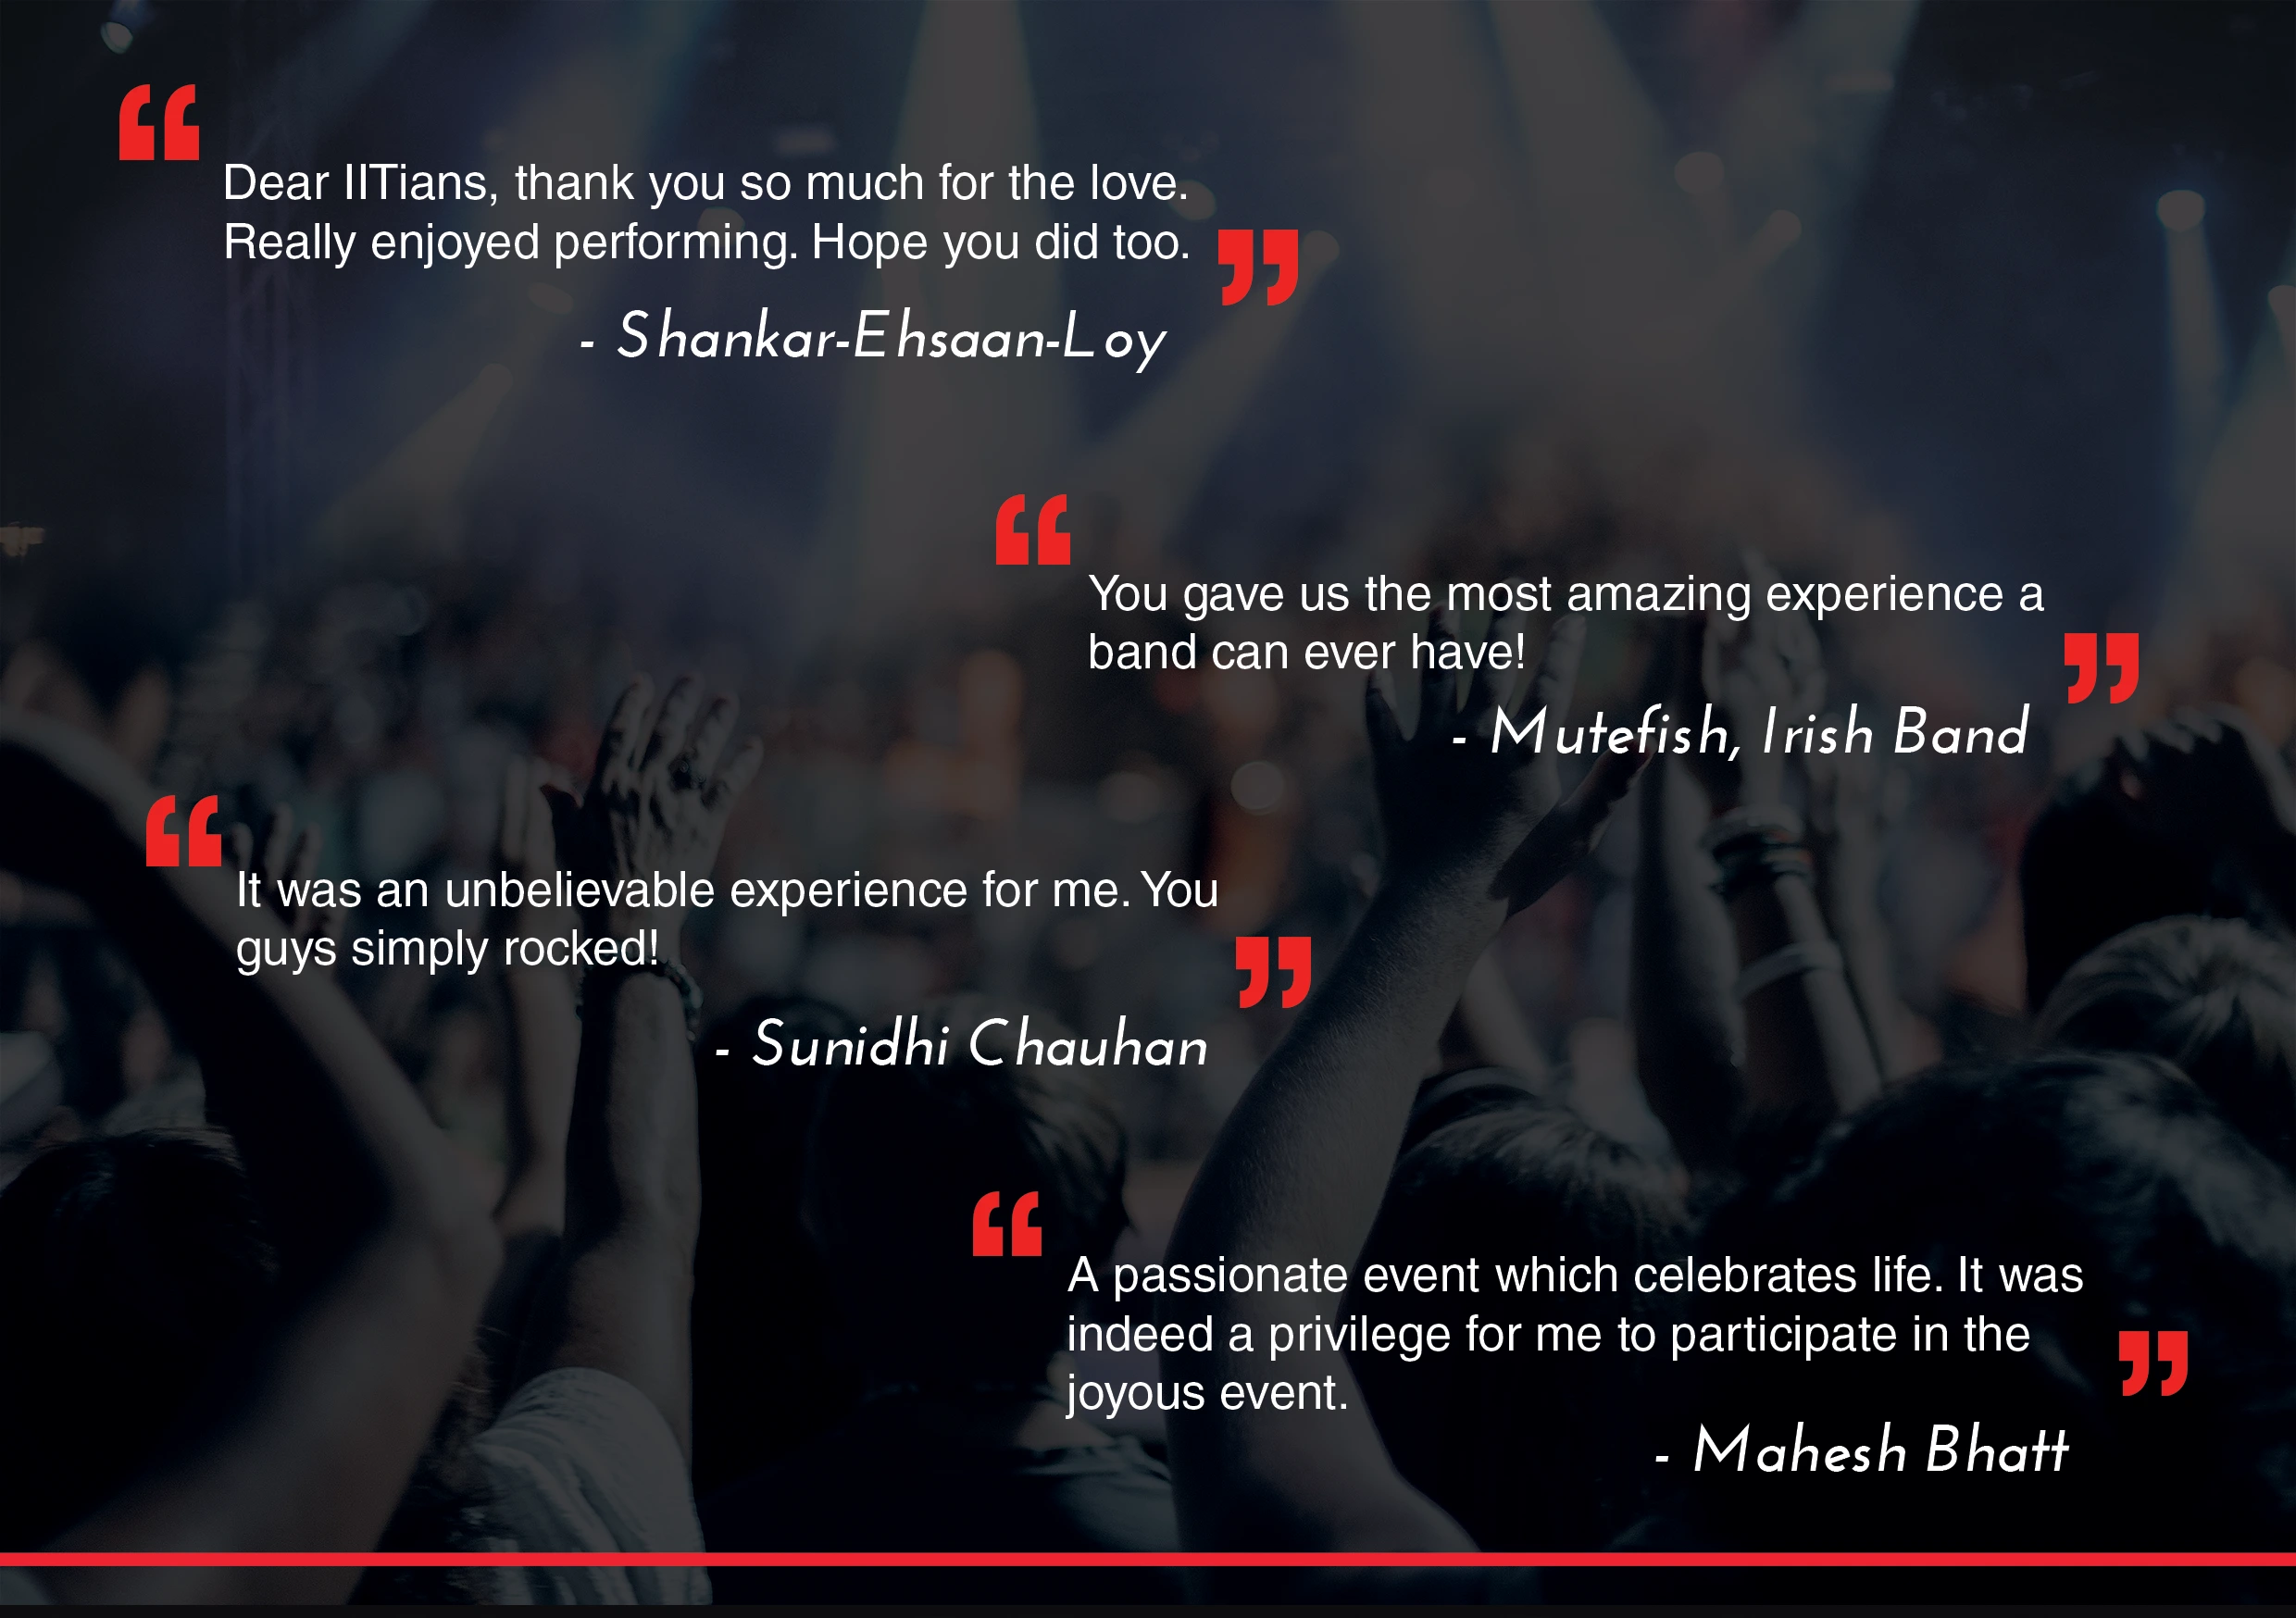 “
Dear IITians, thank you so much for the love.
Really enjoyed performing. Hope you did too.
”
- Shankar-Ehsaan-Loy
“
You gave us the most amazing experience a
band can ever have!
”
- Mutefish, Irish Band
“
It was an unbelievable experience for me. You
guys simply rocked!
”
- Sunidhi Chauhan
“
A passionate event which celebrates life. It was
indeed a privilege for me to participate in the
joyous event.
”
- Mahesh Bhatt